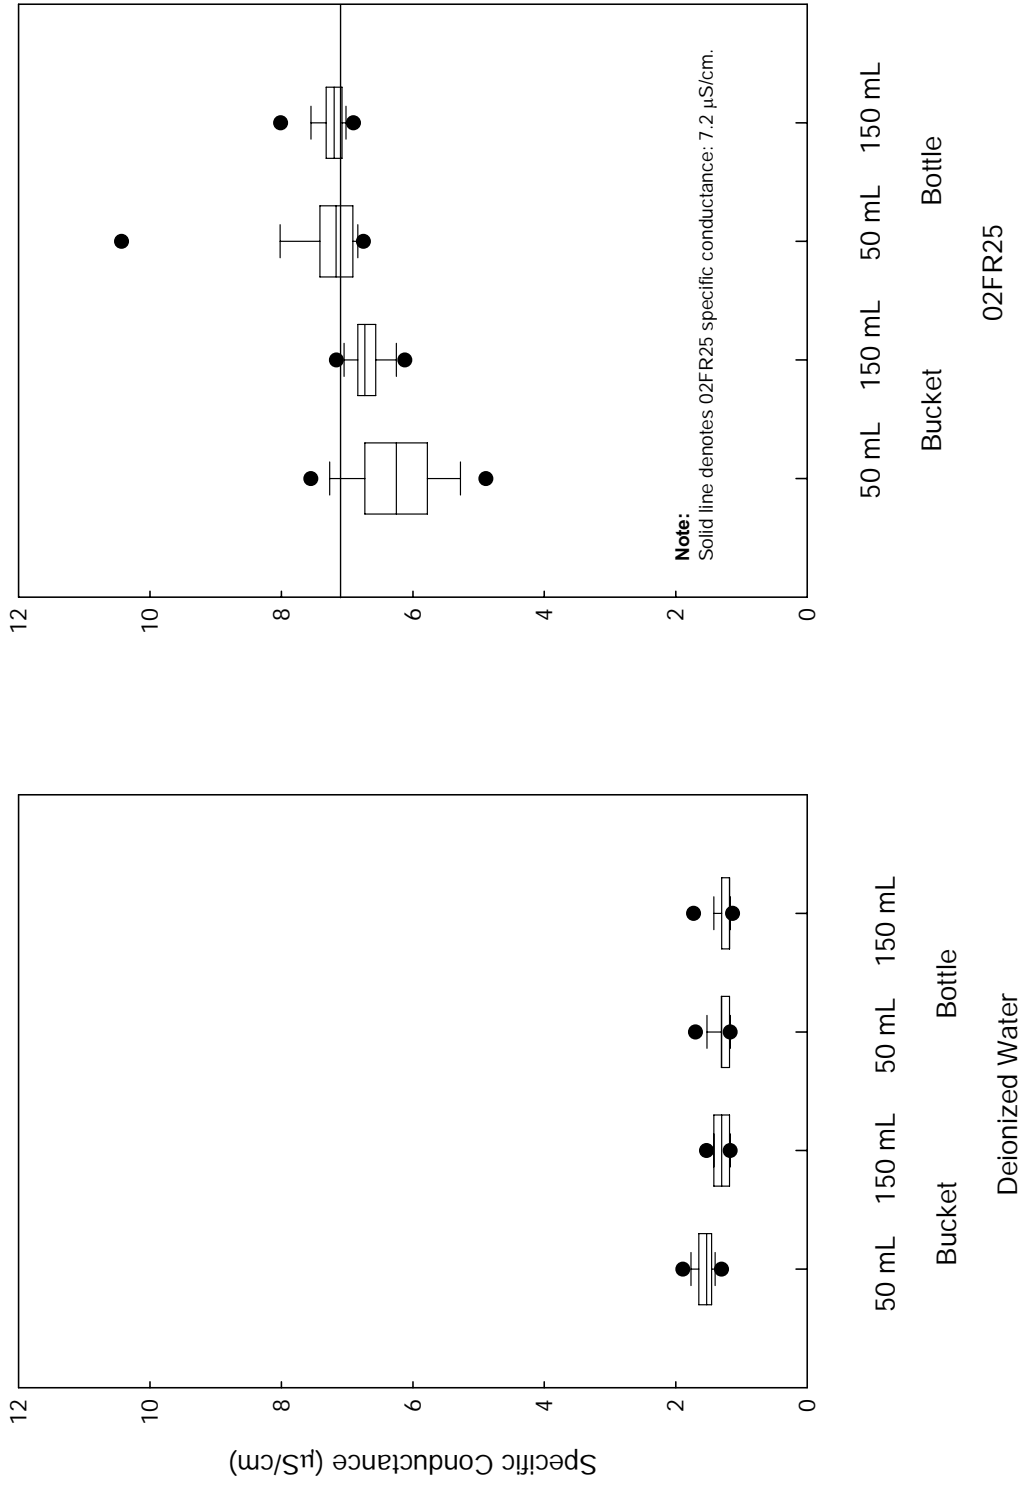 Specific Conductance (µS/cm)
12
10
8
6
4
2
0
50 mL 150 mL 50 mL 150 mL
Bucket Bottle
Deionized Water
12
10
8
6
4
2
0
Note:
Solid line denotes 02FR25 specific conductance: 7.2 µS/cm.
50 mL 150 mL 50 mL 150 mL
Bucket Bottle
02FR25